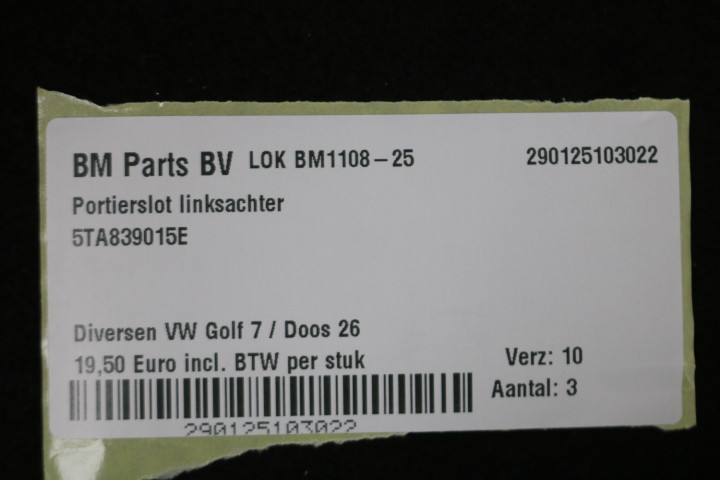 BM Parts BV LOK BM1108-25 290125103022
Portierslot linksachter
5TA839015E
Diversen VW Golf 7 / Doos 26
19,50 Euro incl. BTW per stuk Verz: 10
Aantal: 3
290125103022